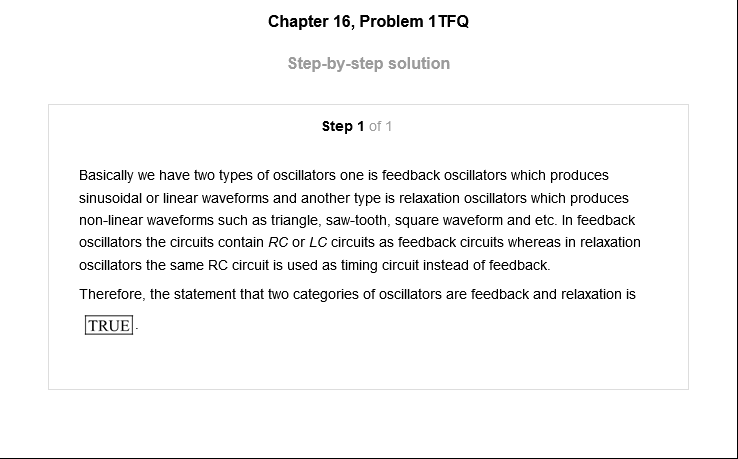 Chapter 16, Problem 1TFQ
Step-by-step solution
Step 1 of 1
Basically we have two types of oscillators one is feedback oscillators which produces
sinusoidal or linear waveforms and another type is relaxation oscillators which produces
non-linear waveforms such as triangle, saw-tooth, square waveform and etc. In feedback
oscillators the circuits contain RC or LC circuits as feedback circuits whereas in relaxation
oscillators the same RC circuit is used as timing circuit instead of feedback.
Therefore, the statement that two categories of oscillators are feedback and relaxation is
TRUE.